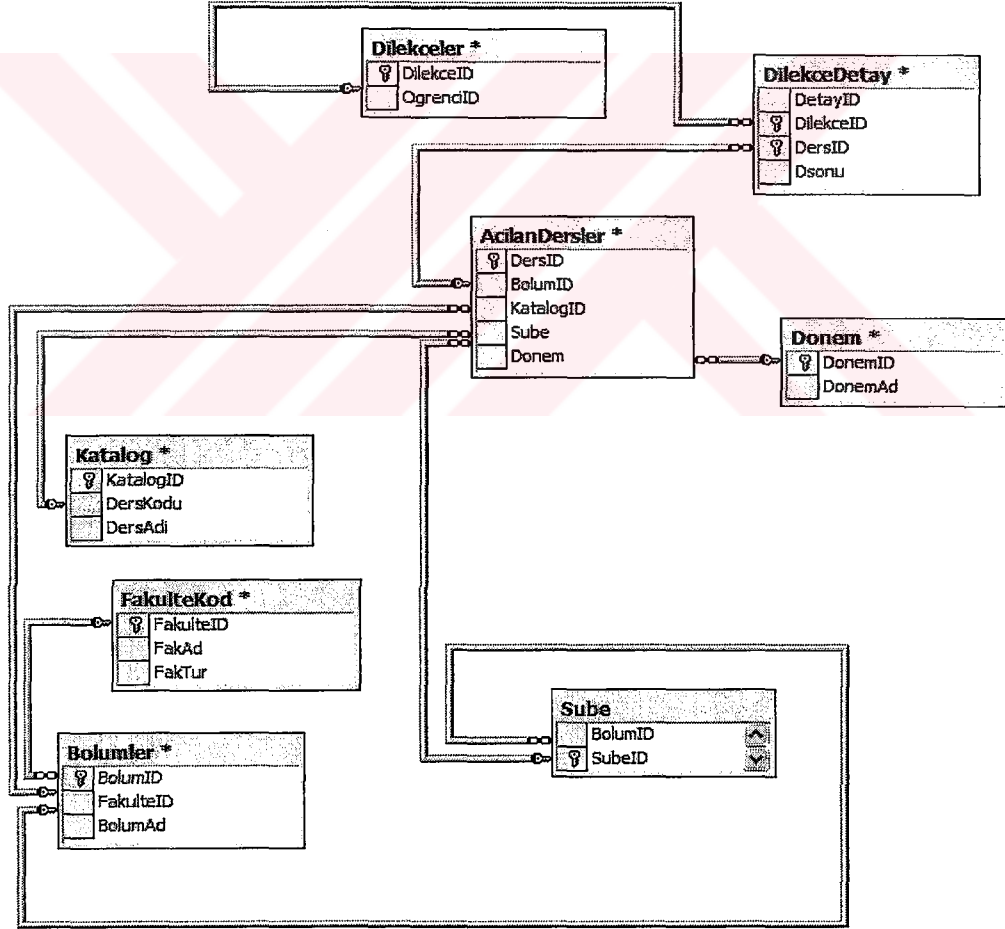 Dilekceler *
DilekceID
OgrenciID
DilekceDetay *
DetayID
DilekceID
DersID
Dsonu
AcilanDersler *
DersID
BolumID
KatalogID
Sube
Donem
Donem *
DonemID
DonemAd
Katalog *
KatalogID
DersKodu
DersAdi
FakulteKod *
FakulteID
FakAd
FakTur
Sube
BolumID
SubeID
Bolumler *
BolumID
FakulteID
BolumAd